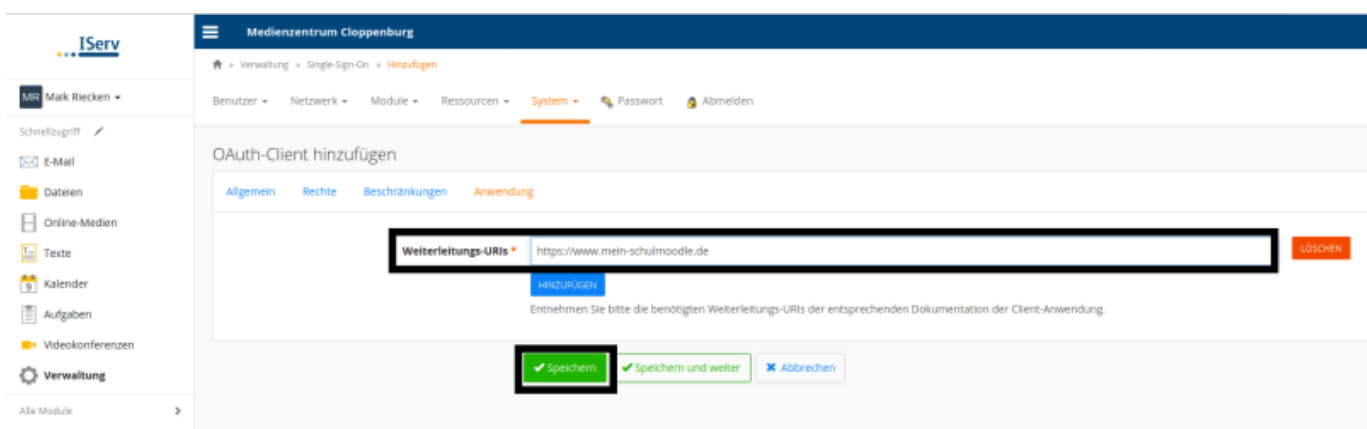 IServ
Medienzentrum Cloppenburg
» Verwaltung » Single-Sign-On » Hinzufügen
MR Maik Riecken
Benutzer Netzwerk Module Ressourcen System Passwort Abmelden
Schnellzugriff
E-Mail
Dateien
Online-Medien
Texte
Kalender
Aufgaben
Videokonferenzen
Verwaltung
Alle Module
OAuth-Client hinzufügen
Allgemein Rechte Beschränkungen Anwendung
Weiterleitungs-URIs * https://www.mein-schulmoodle.de LÖSCHEN
HINZUFÜGEN
Entnehmen Sie bitte die benötigten Weiterleitungs-URIs der entsprechenden Dokumentation der Client-Anwendung.
Speichern Speichern und weiter Abbrechen